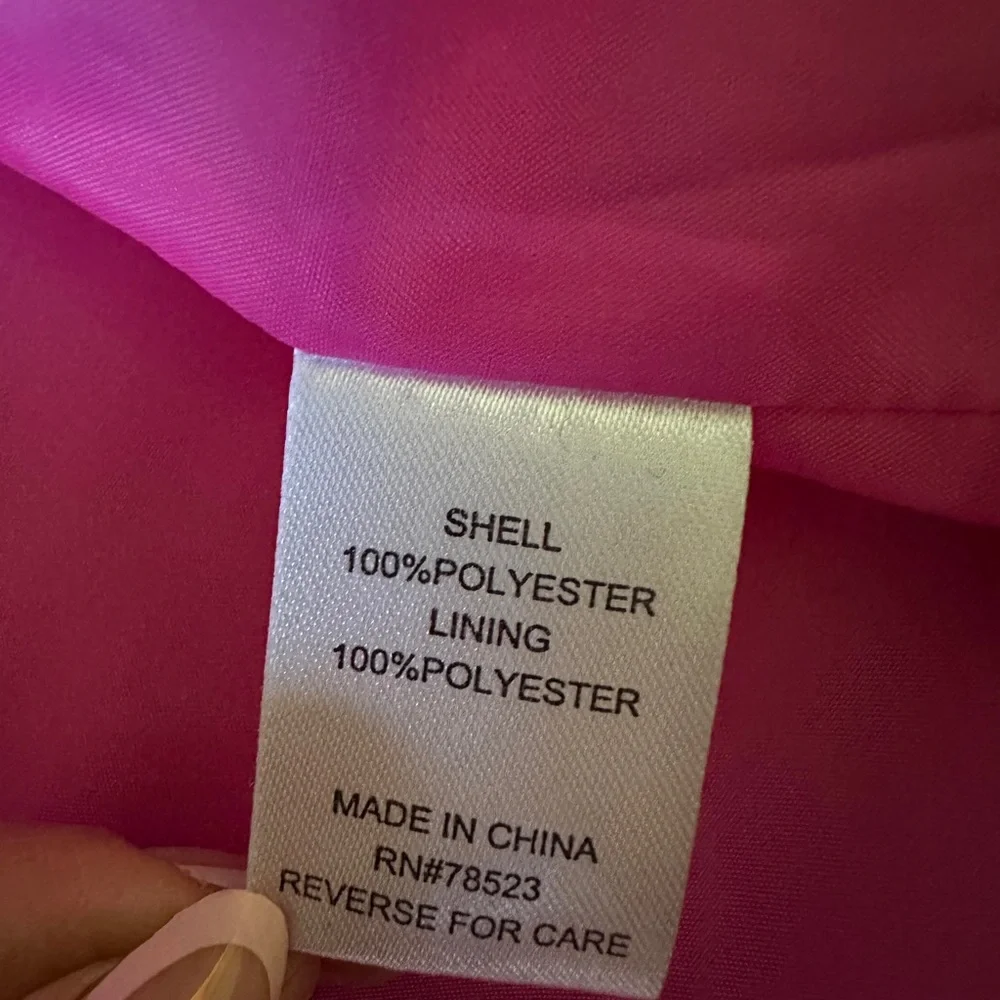 SHELL
100%POLYESTER
LINING
100%POLYESTER
MADE IN CHINA
RN#78523
REVERSE FOR CARE